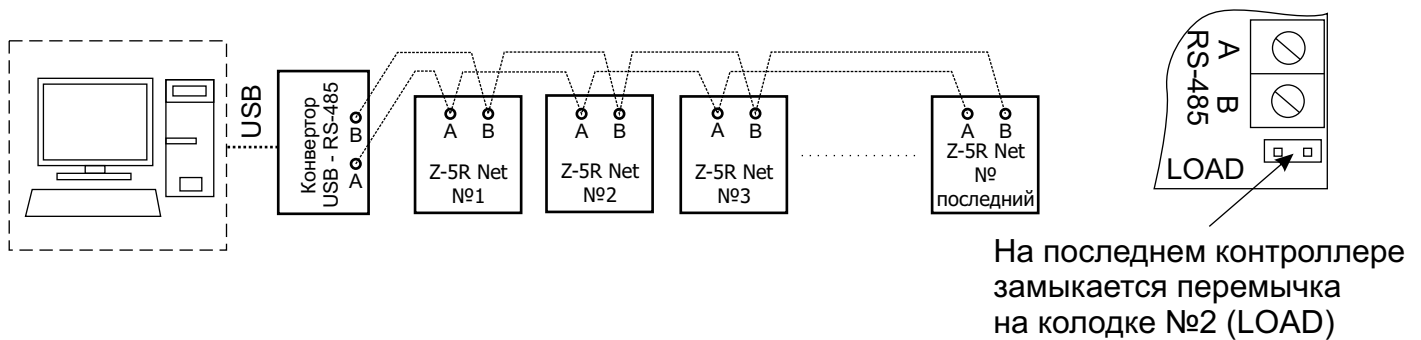 USB
Конвертор
USB - RS-485
B
A
A B
Z-5R Net
№1
A B
Z-5R Net
№2
A B
Z-5R Net
№3
A B
Z-5R Net
№
последний
RS-485
A
B
LOAD
На последнем контроллере
замыкается перемычка
на колодке №2 (LOAD)